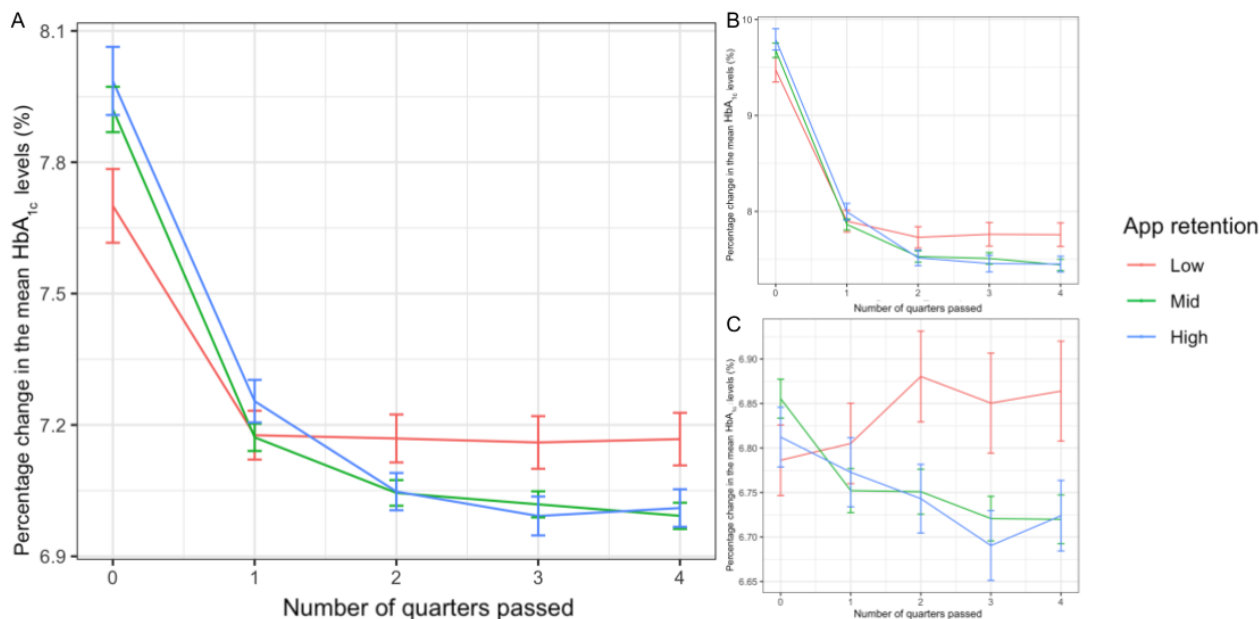 A
Percentage change in the mean HbA1c levels (%)
8.1
7.8
7.5
7.2
6.9
0 1 2 3 4
Number of quarters passed
B
Percentage change in the mean HbA1c levels (%)
10
9
8
0 1 2 3 4
Number of quarters passed
C
Percentage change in the mean HbA1c levels (%)
6.90
6.85
6.80
6.75
6.70
6.65
0 1 2 3 4
Number of quarters passed
App retention
Low
Mid
High